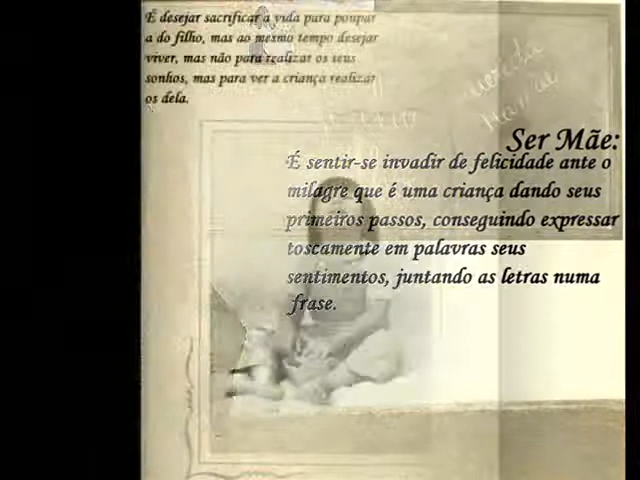 É desejar sacrificar a vida para poupar
a do filho, mas ao mesmo tempo desejar
viver, mas não para realizar os seus
sonhos, mas para ver a criança realizar
os dela.
Ser Mãe:
É sentir-se invadir de felicidade ante o
milagre que é uma criança dando seus
primeiros passos, conseguindo expressar
toscamente em palavras seus
sentimentos, juntando as letras numa
frase.